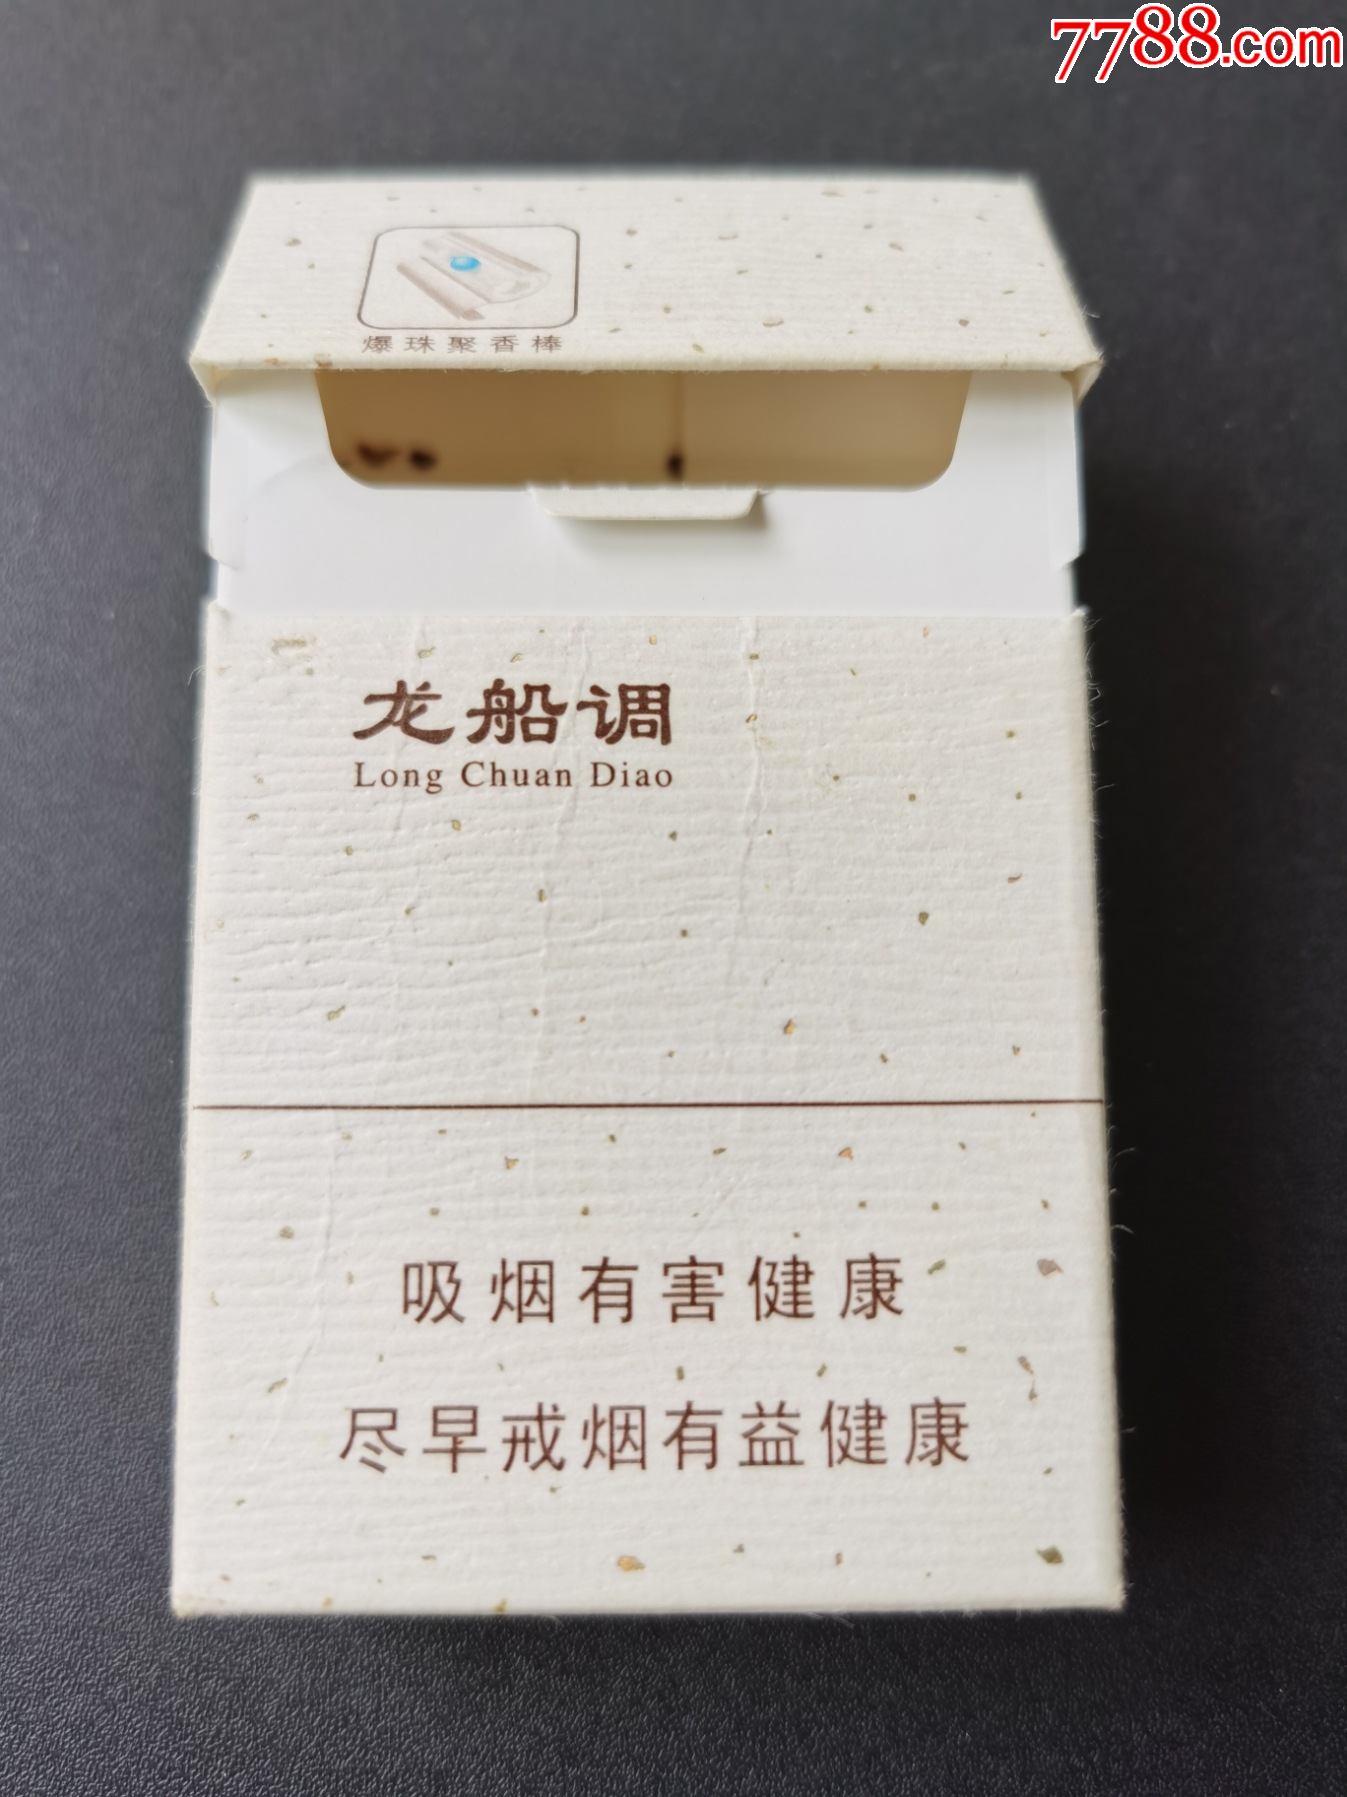 7788.com
爆珠聚香棒
龙船调
Long Chuan Diao
吸烟有害健康
尽早戒烟有益健康